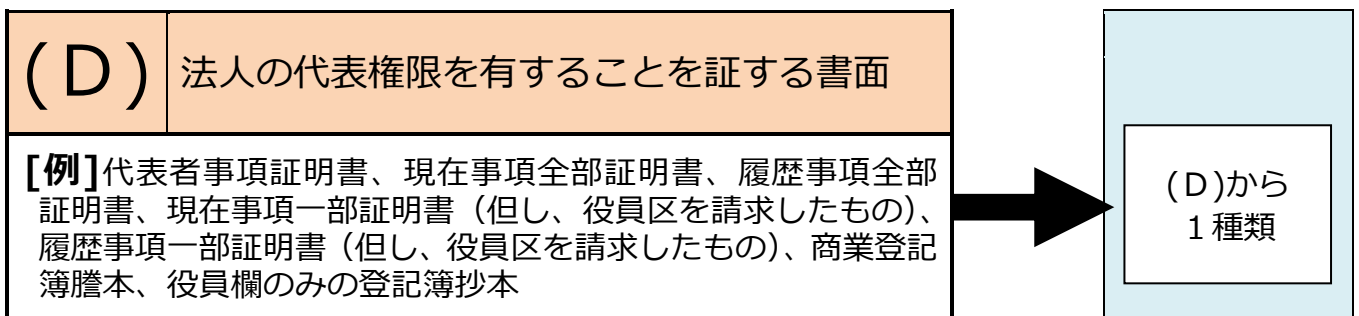 (Ｄ) 法人の代表権限を有することを証する書面
[例]代表者事項証明書、現在事項全部証明書、履歴事項全部
証明書、現在事項一部証明書（但し、役員区を請求したもの）、
履歴事項一部証明書（但し、役員区を請求したもの）、商業登記
簿謄本、役員欄のみの登記簿抄本
(Ｄ)から
１種類